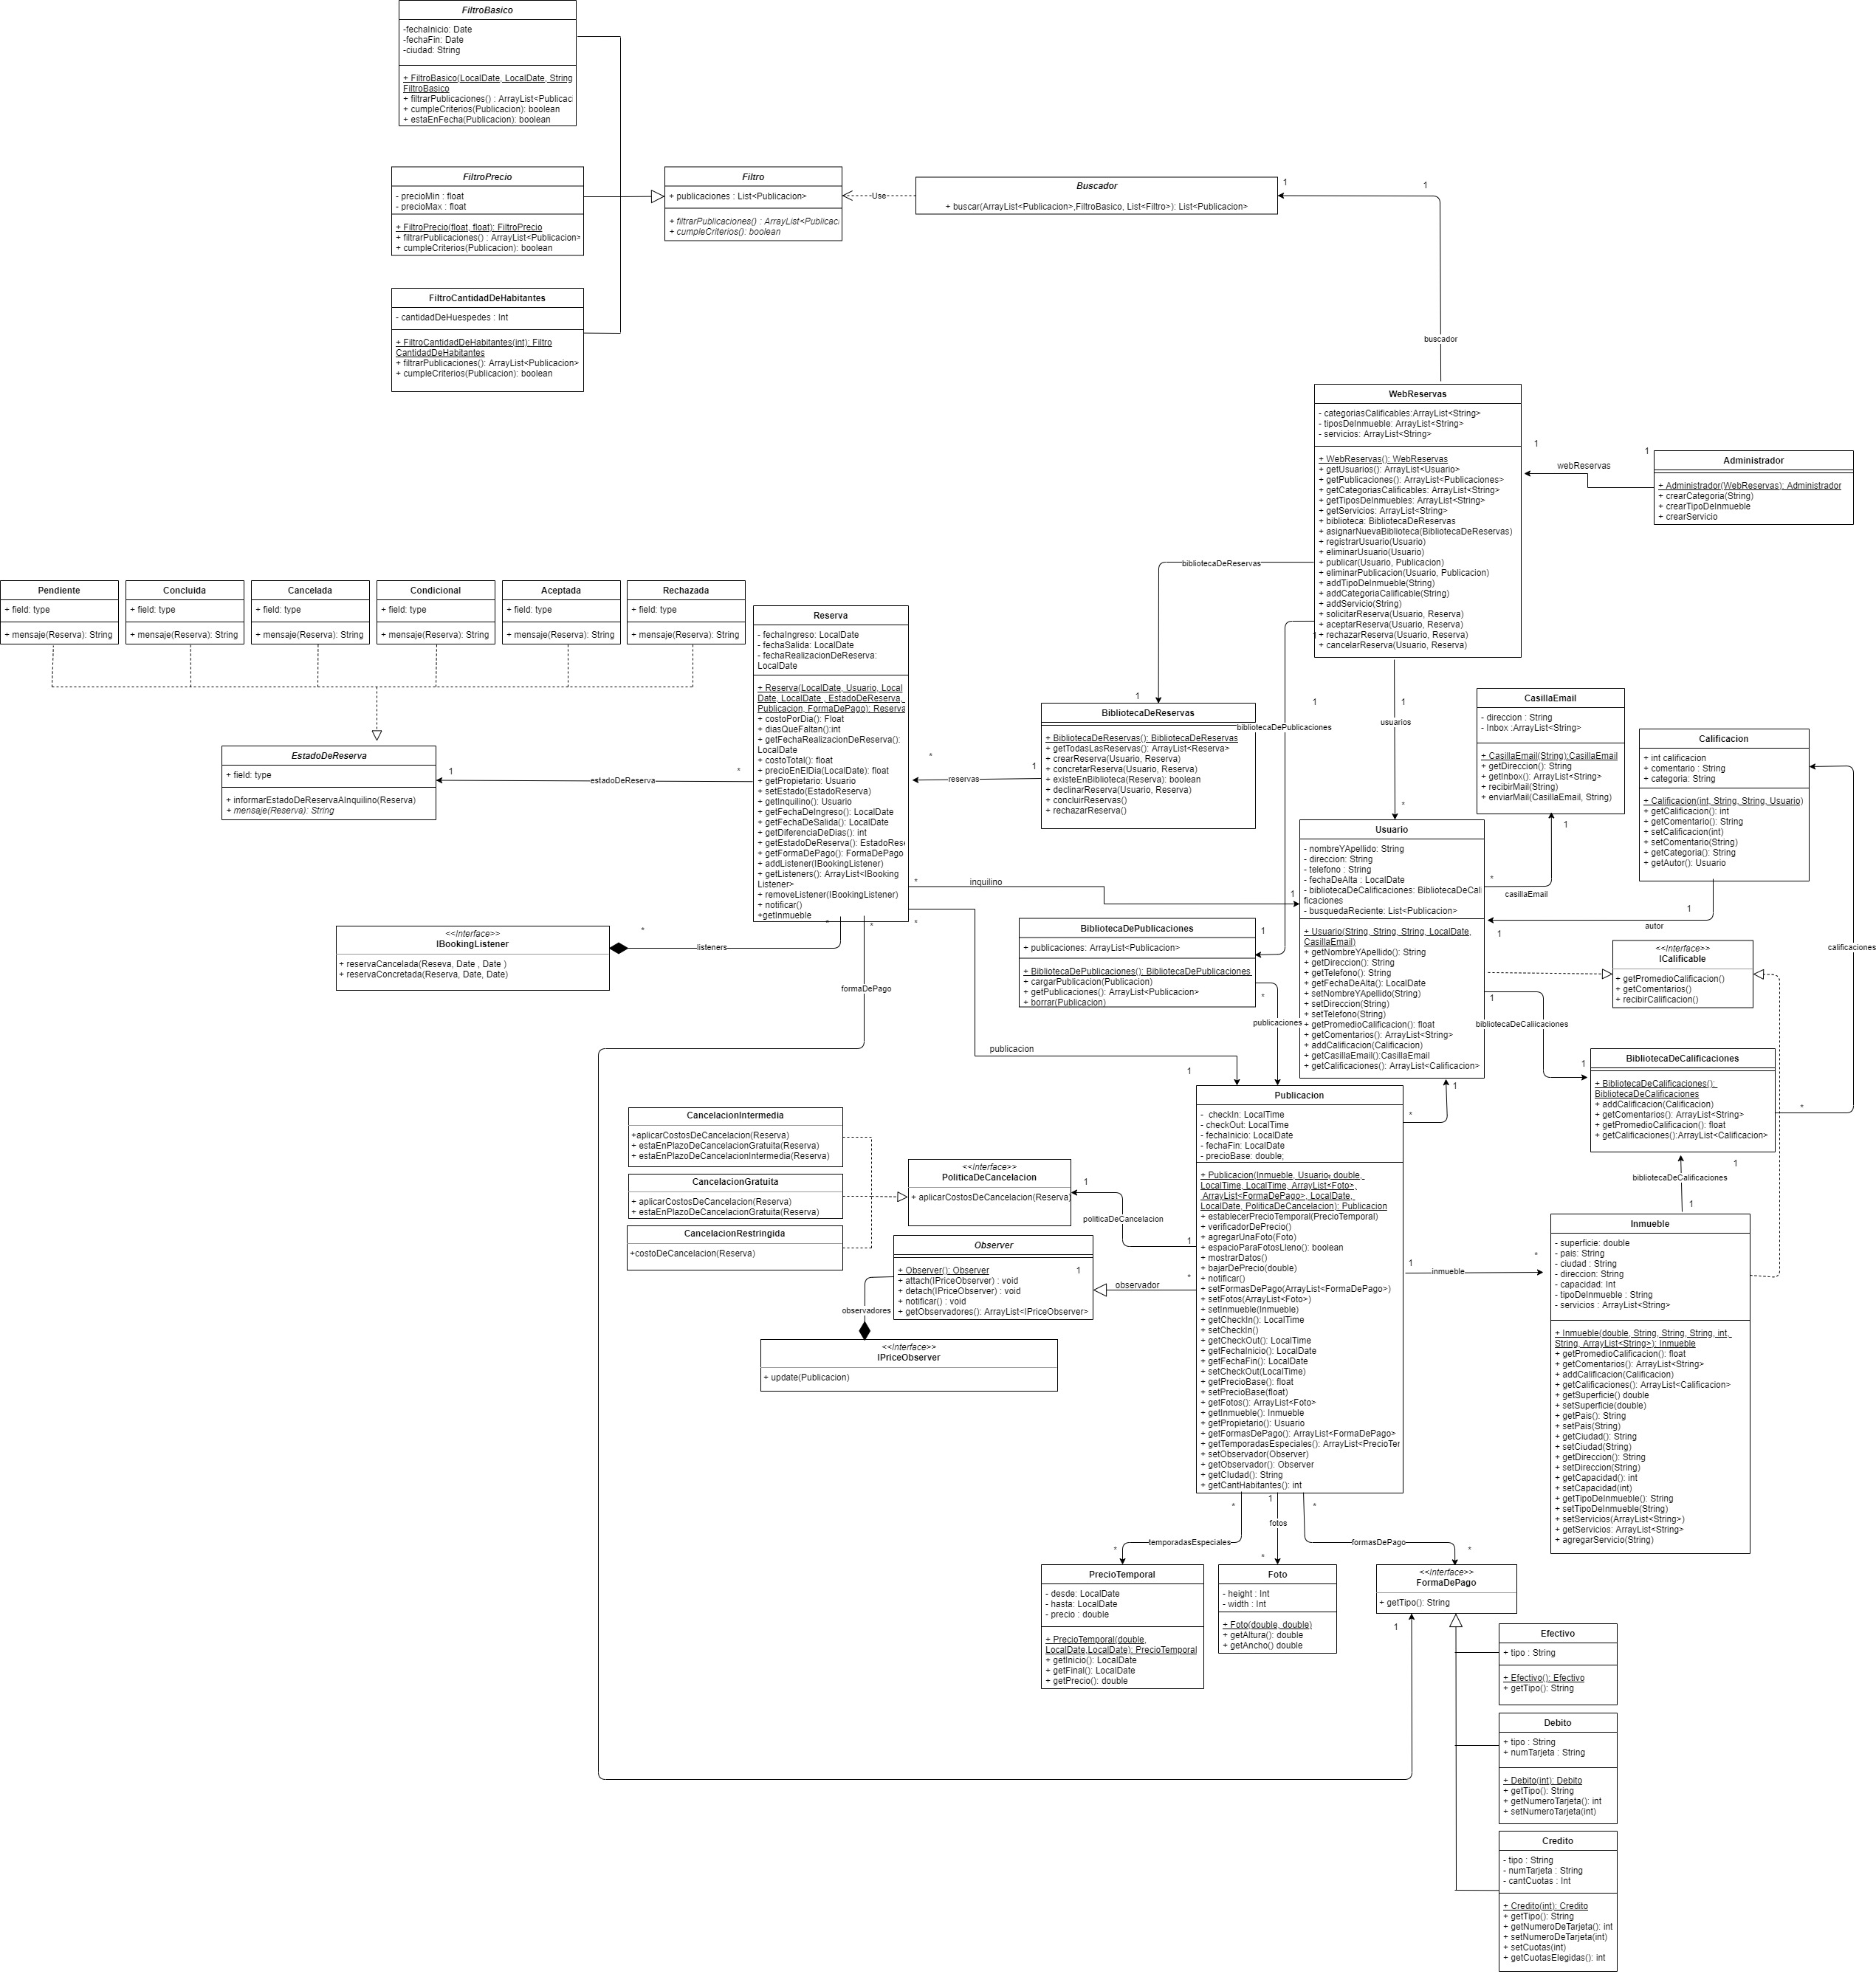 FiltroBasico
-fechaInicio: Date
-fechaFin: Date
-ciudad: String
+ FiltroBasico(LocalDate, LocalDate, String
FiltroBasico
+ filtrarPublicaciones() : ArrayList<Publicac
+ cumpleCriterios(Publicacion): boolean
+ estaEnFecha(Publicacion): boolean
FiltroPrecio
- precioMin : float
- precioMax : float
+ FiltroPrecio(float, float): FiltroPrecio
+ filtrarPublicaciones() : ArrayList<Publicacion>
+ cumpleCriterios(Publicacion): boolean
Filtro
+ publicaciones : List<Publicacion>
+ filtrarPublicaciones() : ArrayList<Publicac
+ cumpleCriterios(): boolean
Use
Buscador
+ buscar(ArrayList<Publicacion>,FiltroBasico, List<Filtro>): List<Publicacion>
1
1
buscador
FiltroCantidadDeHabitantes
- cantidadDeHuespedes : Int
+ FiltroCantidadDeHabitantes(int): Filtro
CantidadDeHabitantes
+ filtrarPublicaciones(): ArrayList<Publicacion>
+ cumpleCriterios(Publicacion): boolean
WebReservas
- categoriasCalificables:ArrayList<String>
- tiposDeInmueble: ArrayList<String>
- servicios: ArrayList<String>
+ WebReservas(): WebReservas
+ getUsuarios(): ArrayList<Usuario>
+ getPublicaciones(): ArrayList<Publicaciones>
+ getCategoriasCalificables: ArrayList<String>
+ getTiposDeInmuebles: ArrayList<String>
+ getServicios: ArrayList<String>
+ biblioteca: BibliotecaDeReservas
+ asignarNuevaBiblioteca(BibliotecaDeReservas)
+ registrarUsuario(Usuario)
+ eliminarUsuario(Usuario)
+ publicar(Usuario, Publicacion)
+ eliminarPublicacion(Usuario, Publicacion)
+ addTipoDeInmueble(String)
+ addCategoriaCalificable(String)
+ addServicio(String)
+ solicitarReserva(Usuario, Reserva)
+ aceptarReserva(Usuario, Reserva)
+ rechazarReserva(Usuario, Reserva)
+ cancelarReserva(Usuario, Reserva)
1
1
webReservas
Administrador
+ Administrador(WebReservas): Administrador
+ crearCategoria(String)
+ crearTipoDeInmueble
+ crearServicio
bibliotecaDeReservas
1
1
bibliotecaDePublicaciones
1
1
usuarios
1
*
Pendiente
+ field: type
+ mensaje(Reserva): String
Concluida
+ field: type
+ mensaje(Reserva): String
Cancelada
+ field: type
+ mensaje(Reserva): String
Condicional
+ field: type
+ mensaje(Reserva): String
Aceptada
+ field: type
+ mensaje(Reserva): String
Rechazada
+ field: type
+ mensaje(Reserva): String
EstadoDeReserva
+ field: type
+informarEstadoDeReservaAInquilino(Reserva)
+ mensaje(Reserva): String
1
estadoDeReserva
*
Reserva
- fechaIngreso: LocalDate
- fechaSalida: LocalDate
- fechaRealizacionDeReserva:
LocalDate
+ Reserva(LocalDate, Usuario, Local
Date, LocalDate , EstadoDeReserva,
Publicacion, FormaDePago): Reserva
+ costoPorDia(): Float
+ diasQueFaltan():int
+ getFechaRealizacionDeReserva():
LocalDate
+ costoTotal(): float
+ precioEnElDia(LocalDate): float
+ getPropietario: Usuario
+ setEstado(EstadoReserva)
+ getInquilino(): Usuario
+ getFechaDeIngreso(): LocalDate
+ getFechaDeSalida(): LocalDate
+ getDiferenciaDeDias(): int
+ getEstadoDeReserva(): EstadoRese
+ getFormaDePago(): FormaDePago
+ addListener(IBookingListener)
+ getListeners(): ArrayList<IBooking
Listener>
+ removeListener(IBookingListener)
+ notificar()
+getInmueble
*
reservas
1
BibliotecaDeReservas
+ BibliotecaDeReservas(): BibliotecaDeReservas
+ getTodasLasReservas(): ArrayList<Reserva>
+ crearReserva(Usuario, Reserva)
+ concretarReserva(Usuario, Reserva)
+ existeEnBiblioteca(Reserva): boolean
+ declinarReserva(Usuario, Reserva)
+ concluirReservas()
+ rechazarReserva()
CasillaEmail
- direccion : String
- Inbox :ArrayList<String>
+ CasillaEmail(String):CasillaEmail
+ getDireccion(): String
+ getInbox(): ArrayList<String>
+ recibirMail(String)
+ enviarMail(CasillaEmail, String)
1
*
casillaEmail
Calificacion
+ int calificacion
+ comentario : String
+ categoria: String
+ Calificacion(int, String, String, Usuario)
+ getCalificacion(): int
+ getComentario(): String
+ setCalificacion(int)
+ setComentario(String)
+ getCategoria(): String
+ getAutor(): Usuario
1
1
autor
1
calificaciones
Usuario
- nombreYApellido: String
- direccion: String
- telefono : String
- fechaDeAlta : LocalDate
- bibliotecaDeCalificaciones: BibliotecaDeCali
ficaciones
- busquedaReciente: List<Publicacion>
+ Usuario(String, String, String, LocalDate,
CasillaEmail)
+ getNombreYApellido(): String
+ getDireccion(): String
+ getTelefono(): String
+ getFechaDeAlta(): LocalDate
+ setNombreYApellido(String)
+ setDireccion(String)
+ setTelefono(String)
+ getPromedioCalificacion(): float
+ getComentarios(): ArrayList<String>
+ addCalificacion(Calificacion)
+ getCasillaEmail():CasillaEmail
+ getCalificaciones(): ArrayList<Calificacion>
*
inquilino
1
<<Interface>>
IBookingListener
+ reservaCancelada(Reseva, Date , Date )
+ reservaConcretada(Reserva, Date, Date)
*
listeners
*
*
*
formaDePago
BibliotecaDePublicaciones
+ publicaciones: ArrayList<Publicacion>
+ BibliotecaDePublicaciones(): BibliotecaDePublicaciones
+ cargarPublicacion(Publicacion)
+ getPublicaciones(): ArrayList<Publicacion>
+ borrar(Publicacion)
1
*
publicaciones
publicacion
1
<<Interface>>
ICalificable
+ getPromedioCalificacion()
+ getComentarios()
+ recibirCalificacion()
1
bibliotecaDeCaliicaciones
1
BibliotecaDeCalificaciones
+ BibliotecaDeCalificaciones():
BibliotecaDeCalificaciones
+ addCalificacion(Calificacion)
+ getComentarios(): ArrayList<String>
+ getPromedioCalificacion(): float
+ getCalificaciones():ArrayList<Calificacion>
*
1
bibliotecaDeCalificaciones
1
Publicacion
- checkIn: LocalTime
- checkOut: LocalTime
- fechaInicio: LocalDate
- fechaFin: LocalDate
- precioBase: double;
+ Publicacion(Inmueble, Usuario, double,
LocalTime, LocalTime, ArrayList<Foto>,
ArrayList<FormaDePago>, LocalDate,
LocalDate, PoliticaDeCancelacion): Publicacion
+ establecerPrecioTemporal(PrecioTemporal)
+ verificadorDePrecio()
+ agregarUnaFoto(Foto)
+ espacioParaFotosLleno(): boolean
+ mostrarDatos()
+ bajarDePrecio(double)
+ notificar()
+ setFormasDePago(ArrayList<FormaDePago>)
+ setFotos(ArrayList<Foto>)
+ setInmueble(Inmueble)
+ getCheckIn(): LocalTime
+ setCheckIn()
+ getCheckOut(): LocalTime
+ getFechaInicio(): LocalDate
+ getFechaFin(): LocalDate
+ setCheckOut(LocalTime)
+ getPrecioBase(): float
+ setPrecioBase(float)
+ getFotos(): ArrayList<Foto>
+ getInmueble(): Inmueble
+ getPropietario(): Usuario
+ getFormasDePago(): ArrayList<FormaDePago>
+ getTemporadasEspeciales(): ArrayList<PrecioTer
+ setObservador(Observer)
+ getObservador(): Observer
+ getCIudad(): String
+ getCantHabitantes(): int
*
1
CancelacionIntermedia
+aplicarCostosDeCancelacion(Reserva)
+ estaEnPlazoDeCancelacionGratuita(Reserva)
+ estaEnPlazoDeCancelacionIntermedia(Reserva)
CancelacionGratuita
+ aplicarCostosDeCancelacion(Reserva)
+ estaEnPlazoDeCancelacionGratuita(Reserva)
CancelacionRestringida
+costoDeCancelacion(Reserva)
<<Interface>>
PoliticaDeCancelacion
+ aplicarCostosDeCancelacion(Reserva)
1
politicaDeCancelacion
1
Observer
+ Observer(): Observer
+ attach(IPriceObserver) : void
+ detach(IPriceObserver) : void
+ notificar() : void
+ getObservadores(): ArrayList<IPriceObserver>
1
observador
*
observadores
<<Interface>>
IPriceObserver
+ update(Publicacion)
1
inmueble
*
Inmueble
- superficie: double
- pais: String
- ciudad : String
- direccion: String
- capacidad: Int
- tipoDeInmueble : String
- servicios : ArrayList<String>
+ Inmueble(double, String, String, String, int,
String, ArrayList<String>): Inmueble
+ getPromedioCalificacion(): float
+ getComentarios(): ArrayList<String>
+ addCalificacion(Calificacion)
+ getCalificaciones(): ArrayList<Calificacion>
+ getSuperficie() double
+ setSuperficie(double)
+ getPais(): String
+ setPais(String)
+ getCiudad(): String
+ setCiudad(String)
+ getDireccion(): String
+ setDireccion(String)
+ getCapacidad(): int
+ setCapacidad(int)
+ getTipoDeInmueble(): String
+ setTipoDeInmueble(String)
+ setServicios(ArrayList<String>)
+ getServicios: ArrayList<String>
+ agregarServicio(String)
*
temporadasEspeciales
*
1
fotos
*
*
formasDePago
*
PrecioTemporal
- desde: LocalDate
- hasta: LocalDate
- precio : double
+ PrecioTemporal(double,
LocalDate,LocalDate): PrecioTemporal
+ getInicio(): LocalDate
+ getFinal(): LocalDate
+ getPrecio(): double
Foto
- height : Int
- width : Int
+ Foto(double, double)
+ getAltura(): double
+ getAncho() double
<<Interface>>
FormaDePago
+ getTipo(): String
1
Efectivo
+ tipo : String
+ Efectivo(): Efectivo
+ getTipo(): String
Debito
+ tipo : String
+ numTarjeta : String
+ Debito(int): Debito
+ getTipo(): String
+ getNumeroTarjeta(): int
+ setNumeroTarjeta(int)
Credito
- tipo : String
- numTarjeta : String
- cantCuotas : Int
+ Credito(int): Credito
+ getTipo(): String
+ getNumeroDeTarjeta(): int
+ setNumeroDeTarjeta(int)
+ setCuotas(int)
+ getCuotasElegidas(): int